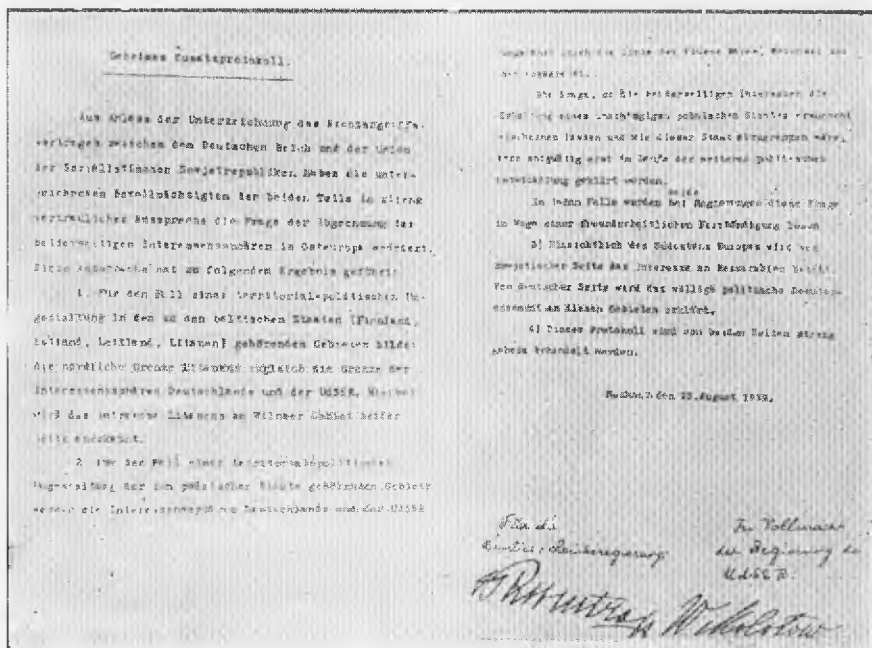 Geheimes Zusatzprotokoll.
Aus Anlass der Unterzeichnung des Nichtangriffs-
vertrages zwischen dem Deutschen Reich und der Union
der Sozialistischen Sowjetrepubliken haben die unter-
zeichneten Bevollmächtigten der beiden Teile in streng
vertraulicher Aussprache die Frage der Abgrenzung der
beiderseitigen Interessensphären in Osteuropa erörtert.
Diese Aussprache hat zu folgendem Ergebnis geführt:
1. Für den Fall einer territorial-politischen Um-
gestaltung in den zu den baltischen Staaten (Finnland,
Estland, Lettland, Litauen) gehörenden Gebieten bildet
die nördliche Grenze Litauens zugleich die Grenze der
Interessensphären Deutschlands und der UdSSR. Hierbei
wird das Interesse Litauens am Wilnaer Gebiet beider-
seits anerkannt.
2. Für den Fall einer territorial-politischen
Umgestaltung der zum polnischen Staate gehörenden Gebiete
werden die Interessensphären Deutschlands und der UdSSR
ungefähr durch die Linie der Flüsse Narew, Weichsel und
San abgegrenzt.
Die Frage, ob die beiderseitigen Interessen die
Erhaltung eines unabhängigen polnischen Staates erwünscht
erscheinen lassen und wie dieser Staat abzugrenzen wäre,
kann endgültig erst im Laufe der weiteren politischen
Entwicklung geklärt werden.
In jedem Falle werden beide Regierungen diese Frage
im Wege einer freundschaftlichen Verständigung lösen.
3) Hinsichtlich des Südostens Europas wird von
sowjetischer Seite das Interesse an Bessarabien betont.
Von deutscher Seite wird das völlige politische Desinter-
essement an diesen Gebieten erklärt.
4) Dieses Protokoll wird von beiden Seiten streng
geheim behandelt werden.
Moskau, den 23. August 1939.
Für die
Deutsche Reichsregierung:
In Vollmacht
der Regierung der
UdSSR:
Ribbentrop
W. Molotow